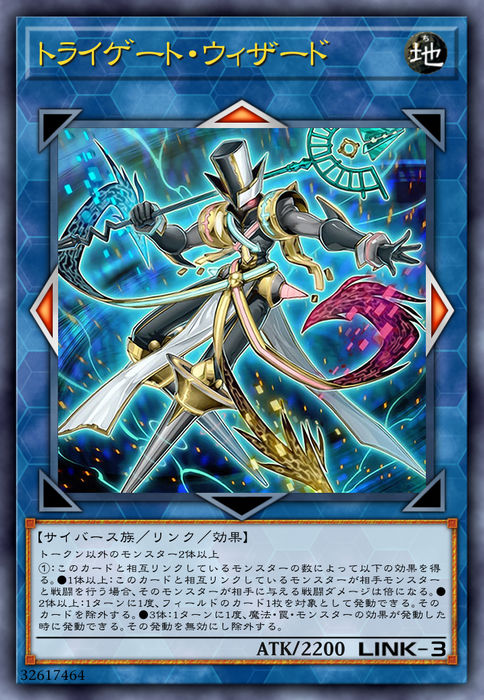 トライゲート・ウィザード
ち
地
【サイバース族／リンク／効果】
トークン以外のモンスター2体以上
①：このカードと相互リンクしているモンスターの数によって以下の効果を得
る。●1体以上：このカードと相互リンクしているモンスターが相手モンスター
と戦闘を行う場合、そのモンスターが相手に与える戦闘ダメージは倍になる。●
2体以上：1ターンに1度、フィールドのカード1枚を対象として発動できる。その
カードを除外する。●3体：1ターンに1度、魔法・罠・モンスターの効果が発動した
時に発動できる。その発動を無効にし除外する。
ATK/2200 LINK-3
32617464